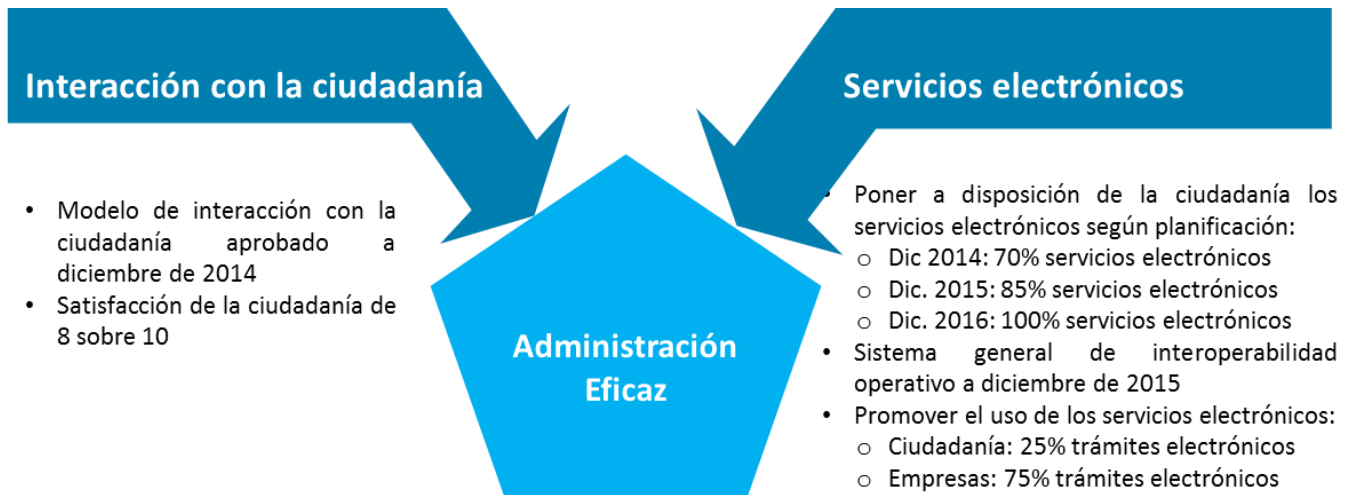 Interacción con la ciudadanía
• Modelo de interacción con la
ciudadanía aprobado a
diciembre de 2014
• Satisfacción de la ciudadanía de
8 sobre 10
Administración
Eficaz
Servicios electrónicos
• Poner a disposición de la ciudadanía los
servicios electrónicos según planificación:
o Dic 2014: 70% servicios electrónicos
o Dic. 2015: 85% servicios electrónicos
o Dic. 2016: 100% servicios electrónicos
• Sistema general de interoperabilidad
operativo a diciembre de 2015
• Promover el uso de los servicios electrónicos:
o Ciudadanía: 25% trámites electrónicos
o Empresas: 75% trámites electrónicos